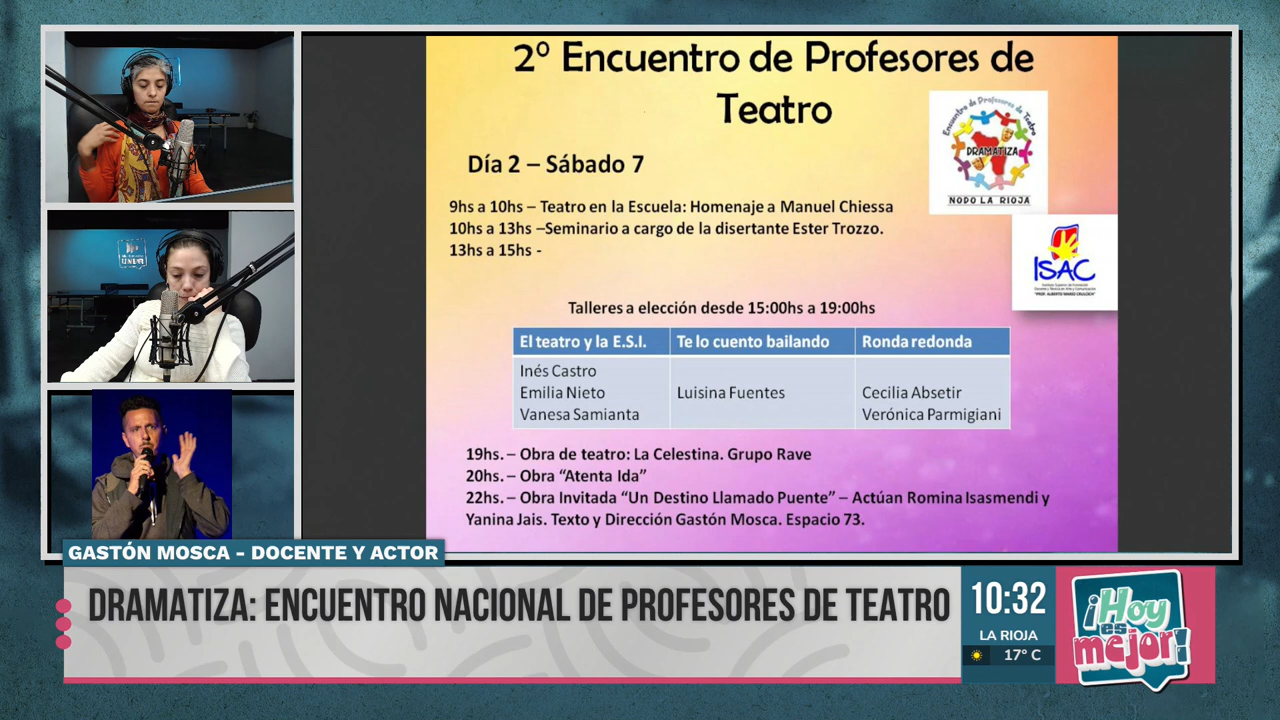 2º Encuentro de Profesores de
Teatro
Encuentro de Profesores de Teatro
DRAMATIZA
NODO LA RIOJA
Día 2 – Sábado 7
9hs a 10hs – Teatro en la Escuela: Homenaje a Manuel Chiessa
10hs a 13hs –Seminario a cargo de la disertante Ester Trozzo.
13hs a 15hs -
ISAC
Talleres a elección desde 15:00hs a 19:00hs
El teatro y la E.S.I. Te lo cuento bailando Ronda redonda
Inés Castro
Emilia Nieto Luisina Fuentes Cecilia Absetir
Vanesa Samianta Verónica Parmigiani
19hs. – Obra de teatro: La Celestina. Grupo Rave
20hs. – Obra “Atenta Ida”
22hs. – Obra Invitada “Un Destino Llamado Puente” – Actúan Romina Isasmendi y
Yanina Jais. Texto y Dirección Gastón Mosca. Espacio 73.
GASTÓN MOSCA - DOCENTE Y ACTOR
DRAMATIZA: ENCUENTRO NACIONAL DE PROFESORES DE TEATRO
10:32
LA RIOJA
17° C
¡Hoy
es
mejor!